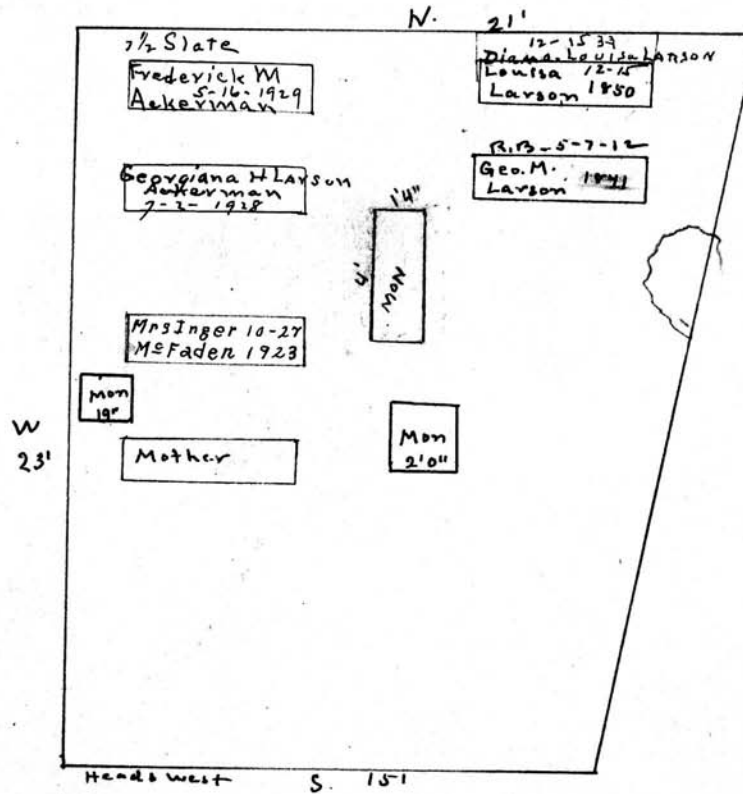 N. 21'
7½ Slate
Frederick M
5-16-1929
Ackerman
12-15 37
Diana Louisa LARSON
Louisa 12-15
Larson 1850
R.B-5-7-12
Geo. M.
Larson
Georgiana H LARSON
Ackerman
7-2-1928
1'4"
4'
Mon
Mrs Inger 10-27
McFaden 1923
Mon
19"
W
23'
Mother
Mon
2'0"
Heads west S. 151